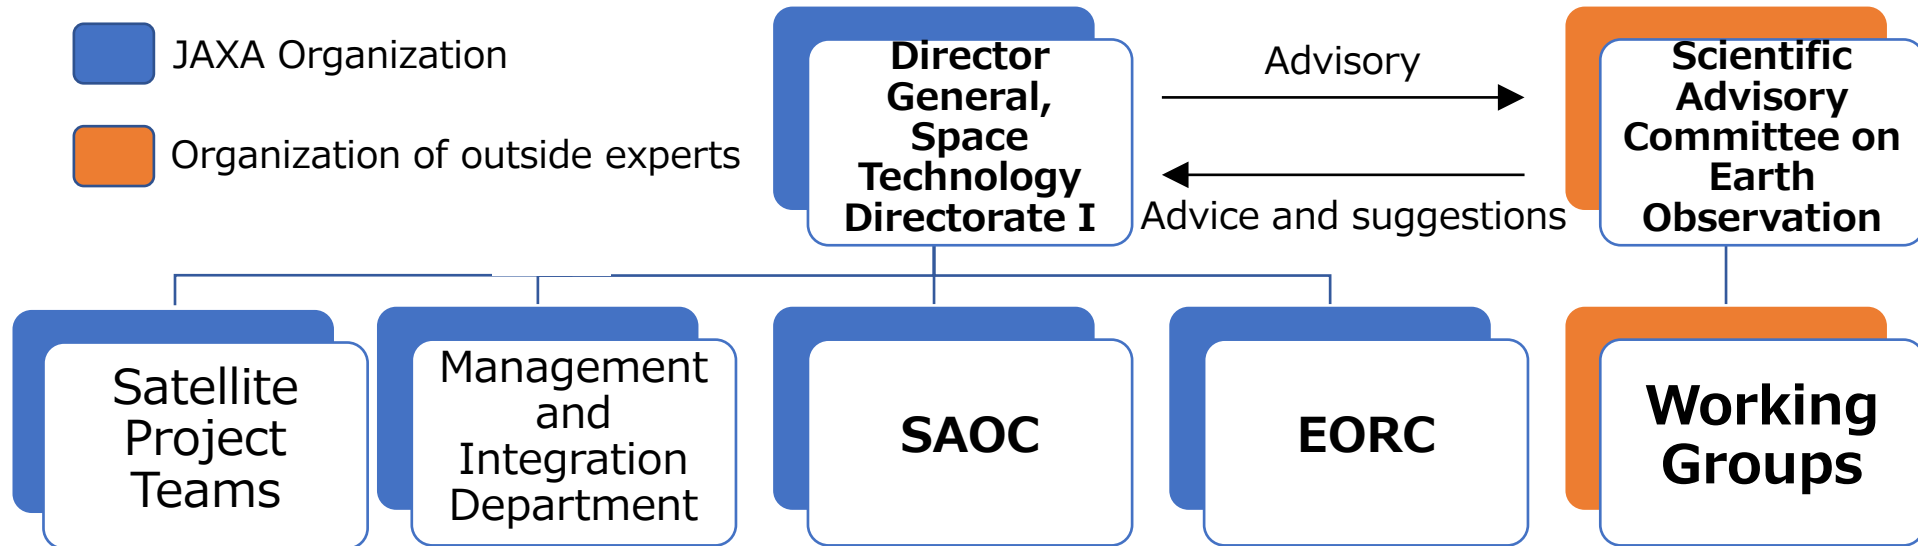 JAXA Organization
Organization of outside experts
Director
General,
Space
Technology
Directorate I
Advisory
Advice and suggestions
Scientific
Advisory
Committee on
Earth
Observation
Satellite
Project
Teams
Management
and
Integration
Department
SAOC
EORC
Working
Groups